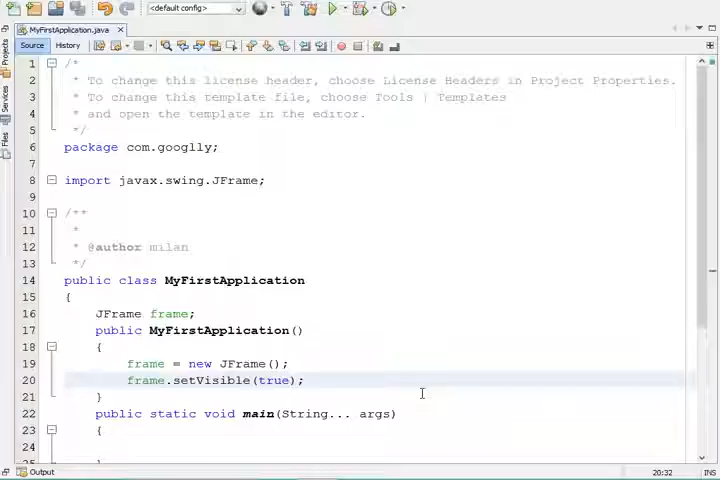 <default config>
MyFirstApplication.java
Source History
Projects
Services
Files
1 /*
2 * To change this license header, choose License Headers in Project Properties.
3 * To change this template file, choose Tools | Templates
4 * and open the template in the editor.
5 */
6 package com.googlly;
7
8 import javax.swing.JFrame;
9
10 /**
11 *
12 * @author milan
13 */
14 public class MyFirstApplication
15 {
16 JFrame frame;
17 public MyFirstApplication()
18 {
19 frame = new JFrame();
20 frame.setVisible(true);
21 }
22 public static void main(String... args)
23 {
24
25 }
Output 20:32 INS